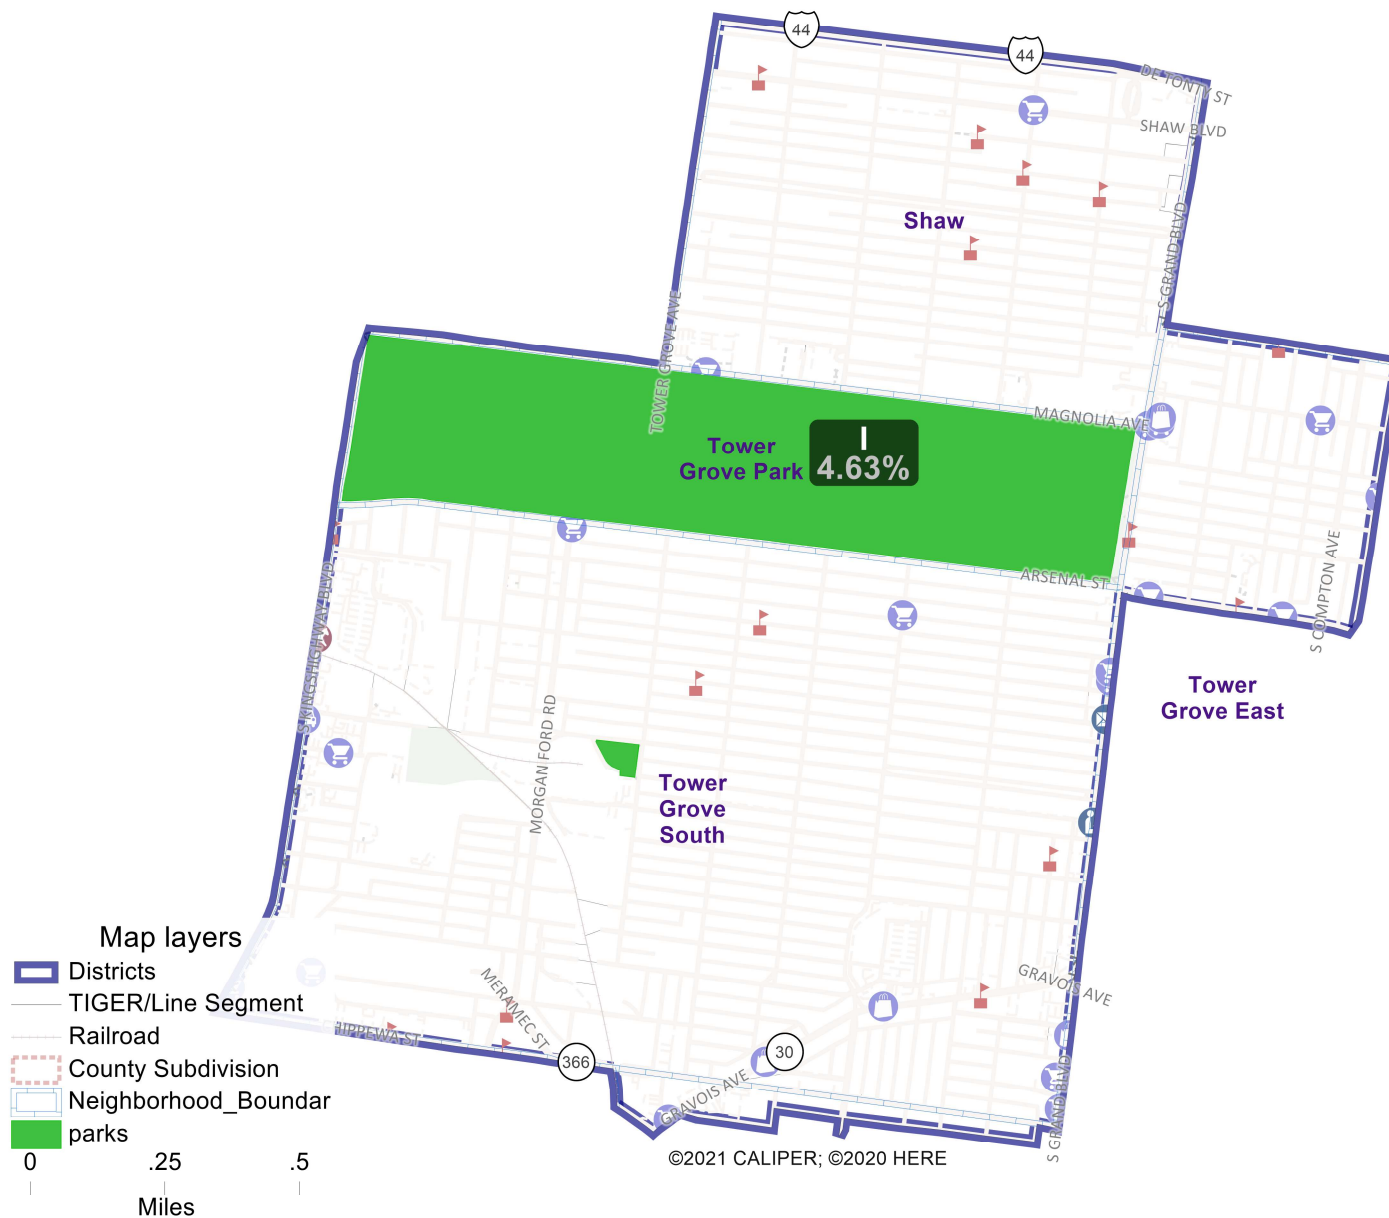 44
44
DE TONTY ST
SHAW BLVD
Shaw
S GRAND BLVD
TOWER GROVE AVE
MAGNOLIA AVE
Tower
Grove Park
I
4.63%
ARSENAL ST
S COMPTON AVE
S KINGSHIGHWAY BLVD
Tower
Grove East
MORGAN FORD RD
Tower
Grove
South
GRAVOIS AVE
MERAMEC ST
HIPPEWA ST
366
30
GRAVOIS AVE
S GRAND BLVD
Map layers
Districts
TIGER/Line Segment
Railroad
County Subdivision
Neighborhood_Boundar
parks
0 .25 .5
Miles
©2021 CALIPER; ©2020 HERE